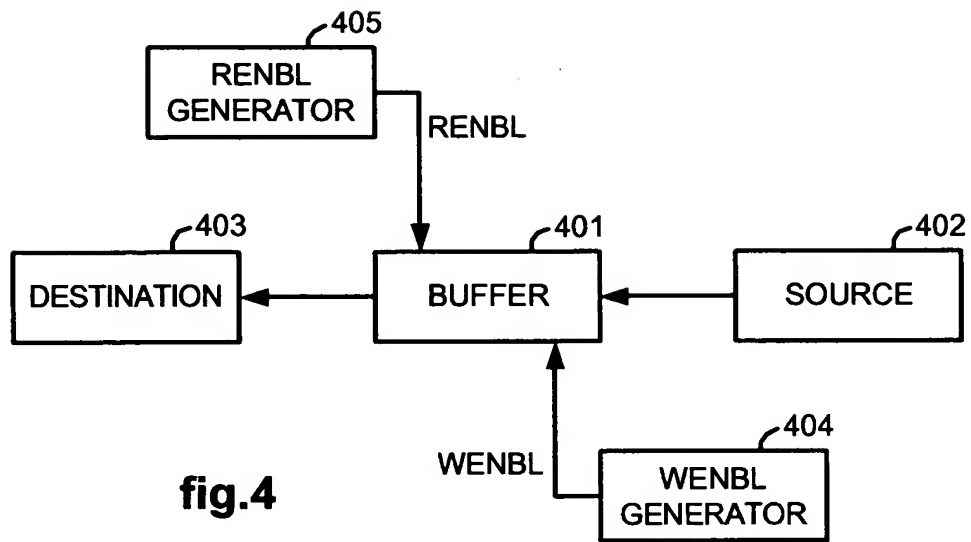 405
RENBL
GENERATOR
RENBL
403
401
402
DESTINATION
BUFFER
SOURCE
404
WENBL
WENBL
GENERATOR
fig.4